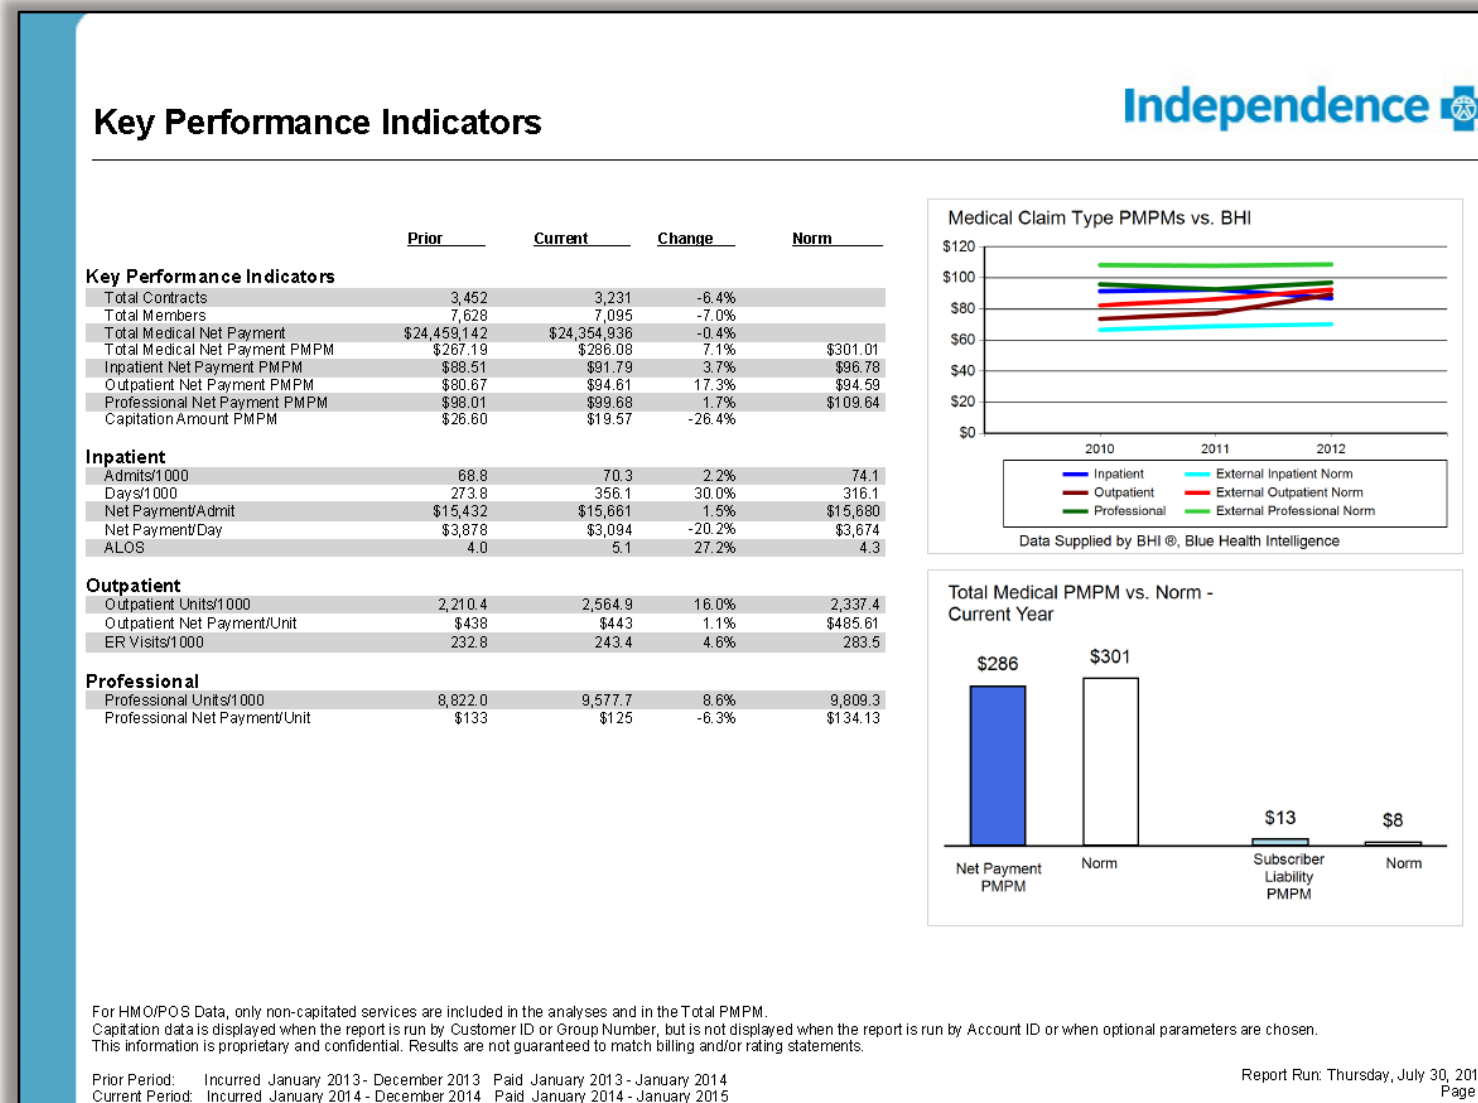 Independence
Key Performance Indicators
Prior Current Change Norm
Key Performance Indicators
Total Contracts 3,452 3,231 -6.4%
Total Members 7,628 7,095 -7.0%
Total Medical Net Payment $24,459,142 $24,354,936 -0.4%
Total Medical Net Payment PMPM $267.19 $286.08 7.1% $301.01
Inpatient Net Payment PMPM $88.51 $91.79 3.7% $96.78
Outpatient Net Payment PMPM $80.67 $94.61 17.3% $94.59
Professional Net Payment PMPM $98.01 $99.68 1.7% $109.64
Capitation Amount PMPM $26.60 $19.57 -26.4%
Inpatient
Admits/1000 68.8 70.3 2.2% 74.1
Days/1000 273.8 356.1 30.0% 316.1
Net Payment/Admit $15,432 $15,661 1.5% $15,680
Net Payment/Day $3,878 $3,094 -20.2% $3,674
ALOS 4.0 5.1 27.2% 4.3
Outpatient
Outpatient Units/1000 2,210.4 2,564.9 16.0% 2,337.4
Outpatient Net Payment/Unit $438 $443 1.1% $485.61
ER Visits/1000 232.8 243.4 4.6% 283.5
Professional
Professional Units/1000 8,822.0 9,577.7 8.6% 9,809.3
Professional Net Payment/Unit $133 $125 -6.3% $134.13
Medical Claim Type PMPMs vs. BHI
$120
$100
$80
$60
$40
$20
$0
2010 2011 2012
Inpatient External Inpatient Norm
Outpatient External Outpatient Norm
Professional External Professional Norm
Data Supplied by BHI ®, Blue Health Intelligence
Total Medical PMPM vs. Norm -
Current Year
$286 $301 $13 $8
Net Payment Norm Subscriber Norm
PMPM Liability
PMPM
For HMO/POS Data, only non-capitated services are included in the analyses and in the Total PMPM.
Capitation data is displayed when the report is run by Customer ID or Group Number, but is not displayed when the report is run by Account ID or when optional parameters are chosen.
This information is proprietary and confidential. Results are not guaranteed to match billing and/or rating statements.
Prior Period: Incurred January 2013 - December 2013 Paid January 2013 - January 2014
Current Period: Incurred January 2014 - December 2014 Paid January 2014 - January 2015
Report Run: Thursday, July 30, 201
Page